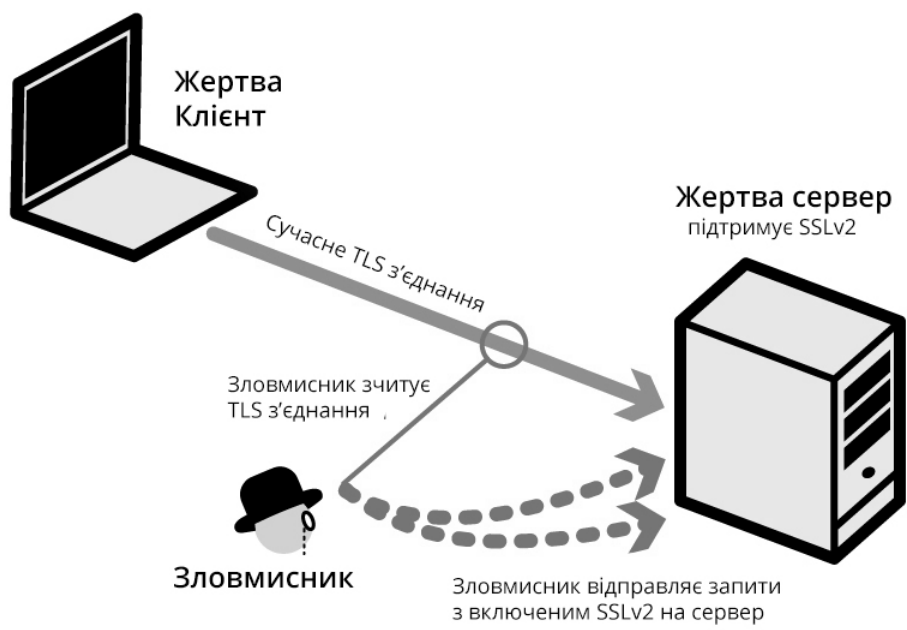 Жертва
Клієнт
Жертва сервер
підтримує SSLv2
Сучасне TLS з’єднання
Зловмисник зчитує
TLS з’єднання
Зловмисник
Зловмисник відправляє запити
з включеним SSLv2 на сервер